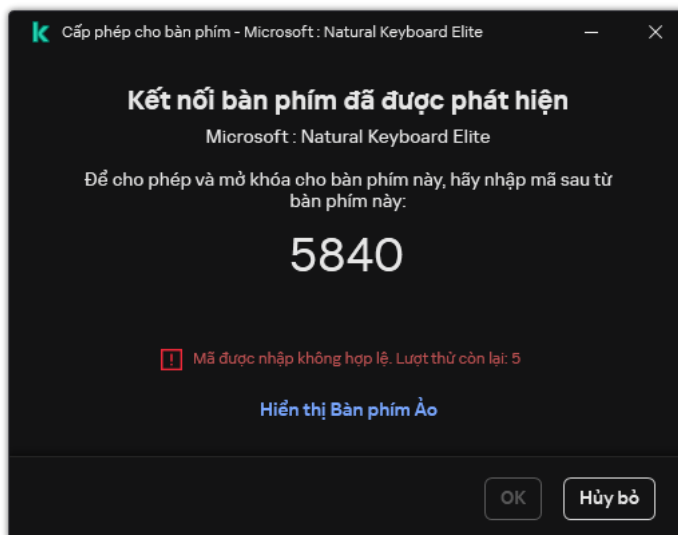 Cấp phép cho bàn phím - Microsoft : Natural Keyboard Elite
Kết nối bàn phím đã được phát hiện
Microsoft : Natural Keyboard Elite
Để cho phép và mở khóa cho bàn phím này, hãy nhập mã sau từ
bàn phím này:
5840
Mã được nhập không hợp lệ. Lượt thử còn lại: 5
Hiển thị Bàn phím Ảo
OK
Hủy bỏ